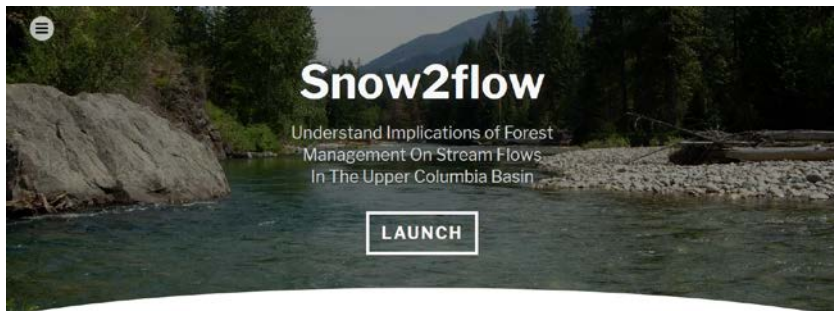 Snow2flow
Understand Implications of Forest
Management On Stream Flows
In The Upper Columbia Basin
LAUNCH